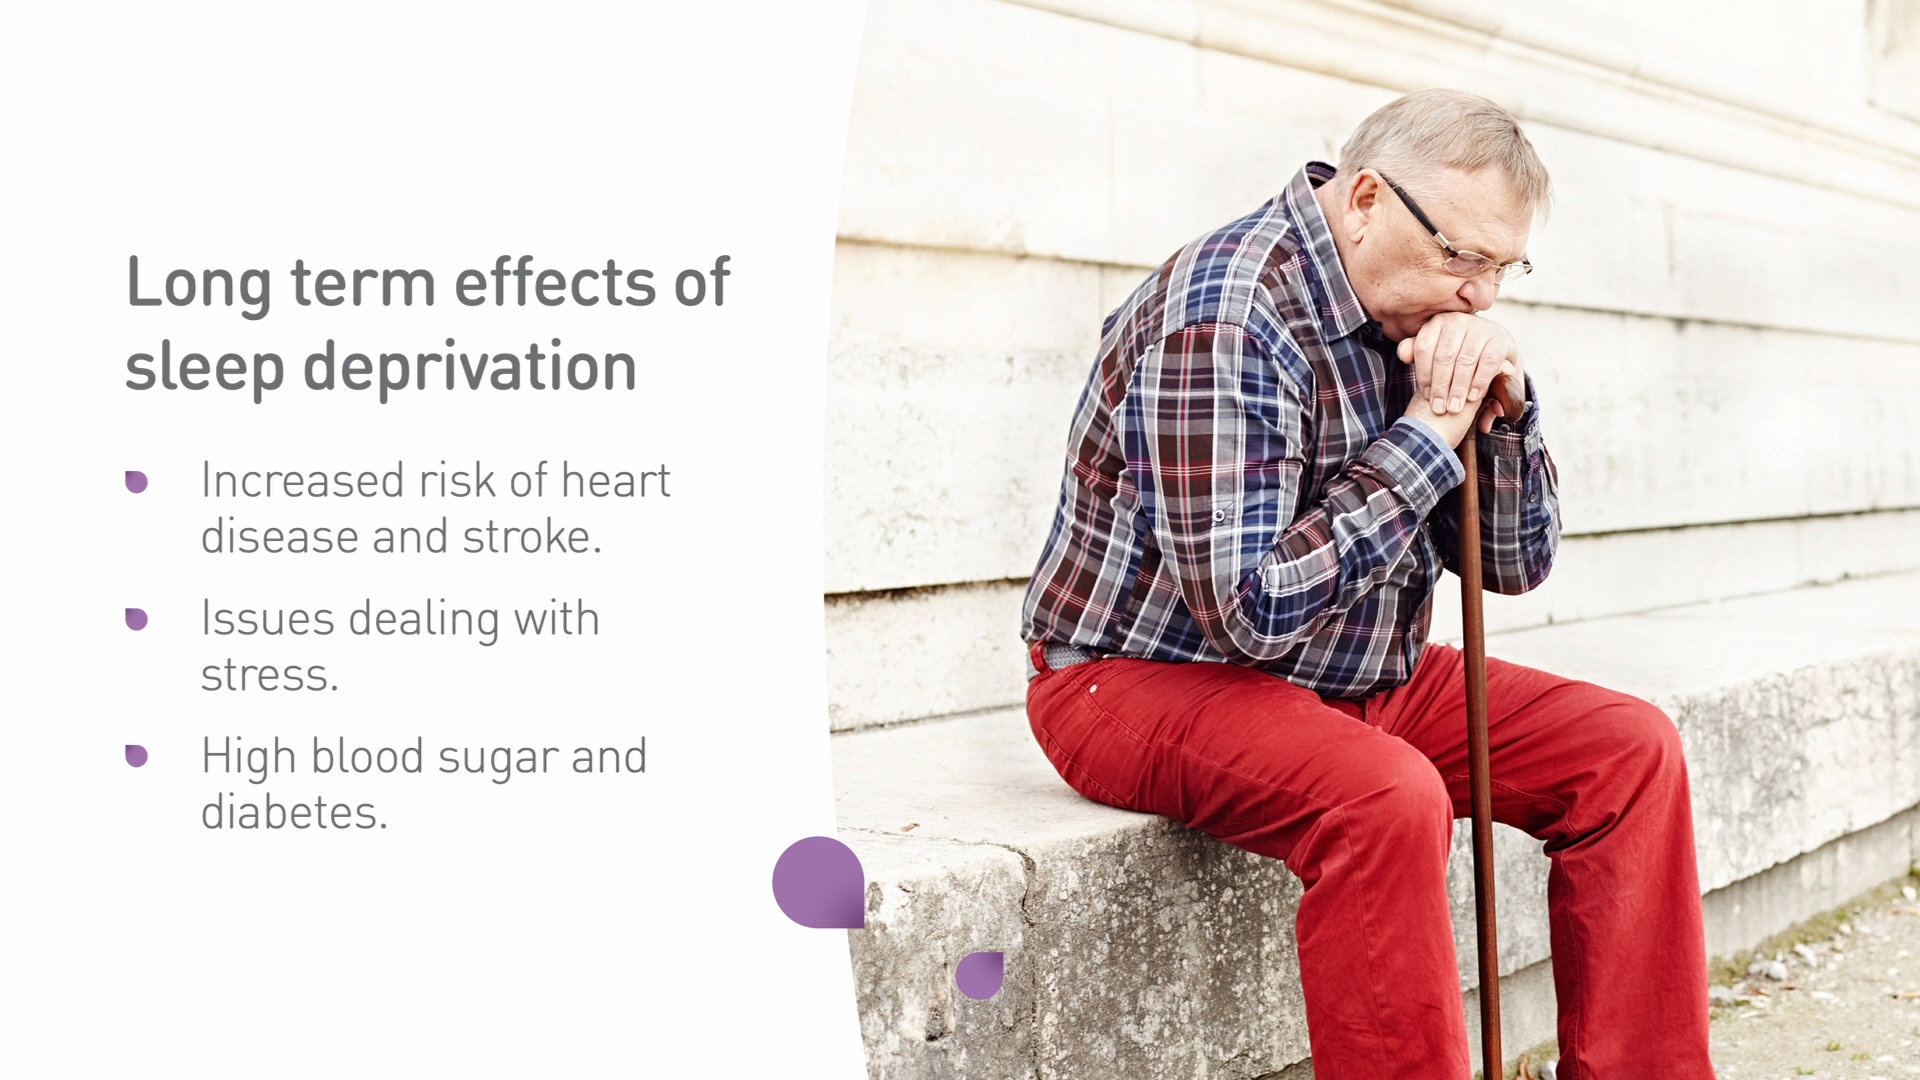 Long term effects of
sleep deprivation
Increased risk of heart
disease and stroke.
Issues dealing with
stress.
High blood sugar and
diabetes.